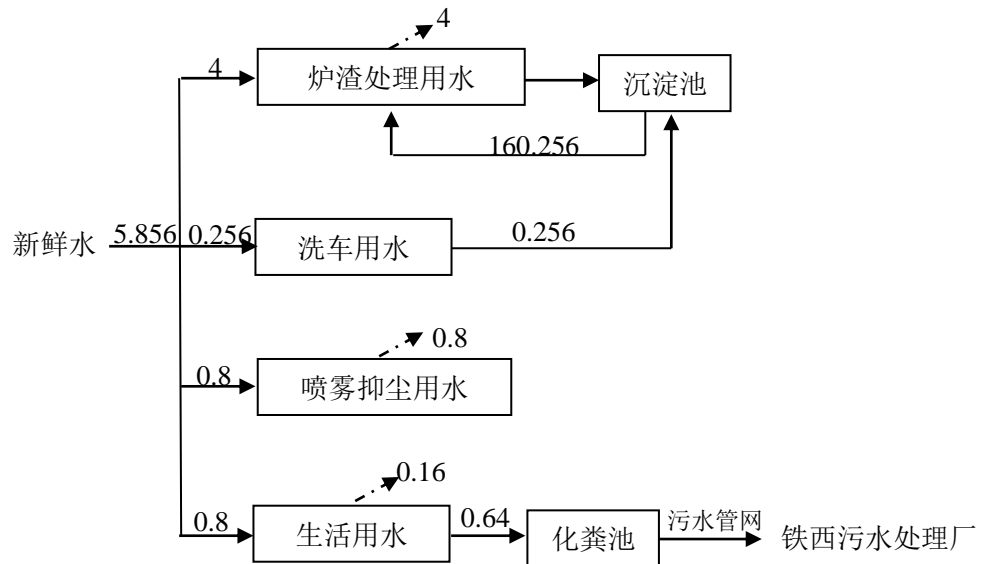 4
4
炉渣处理用水
沉淀池
160.256
新鲜水
5.856
0.256
洗车用水
0.256
0.8
0.8
喷雾抑尘用水
0.16
0.8
生活用水
0.64
化粪池
污水管网
铁西污水处理厂